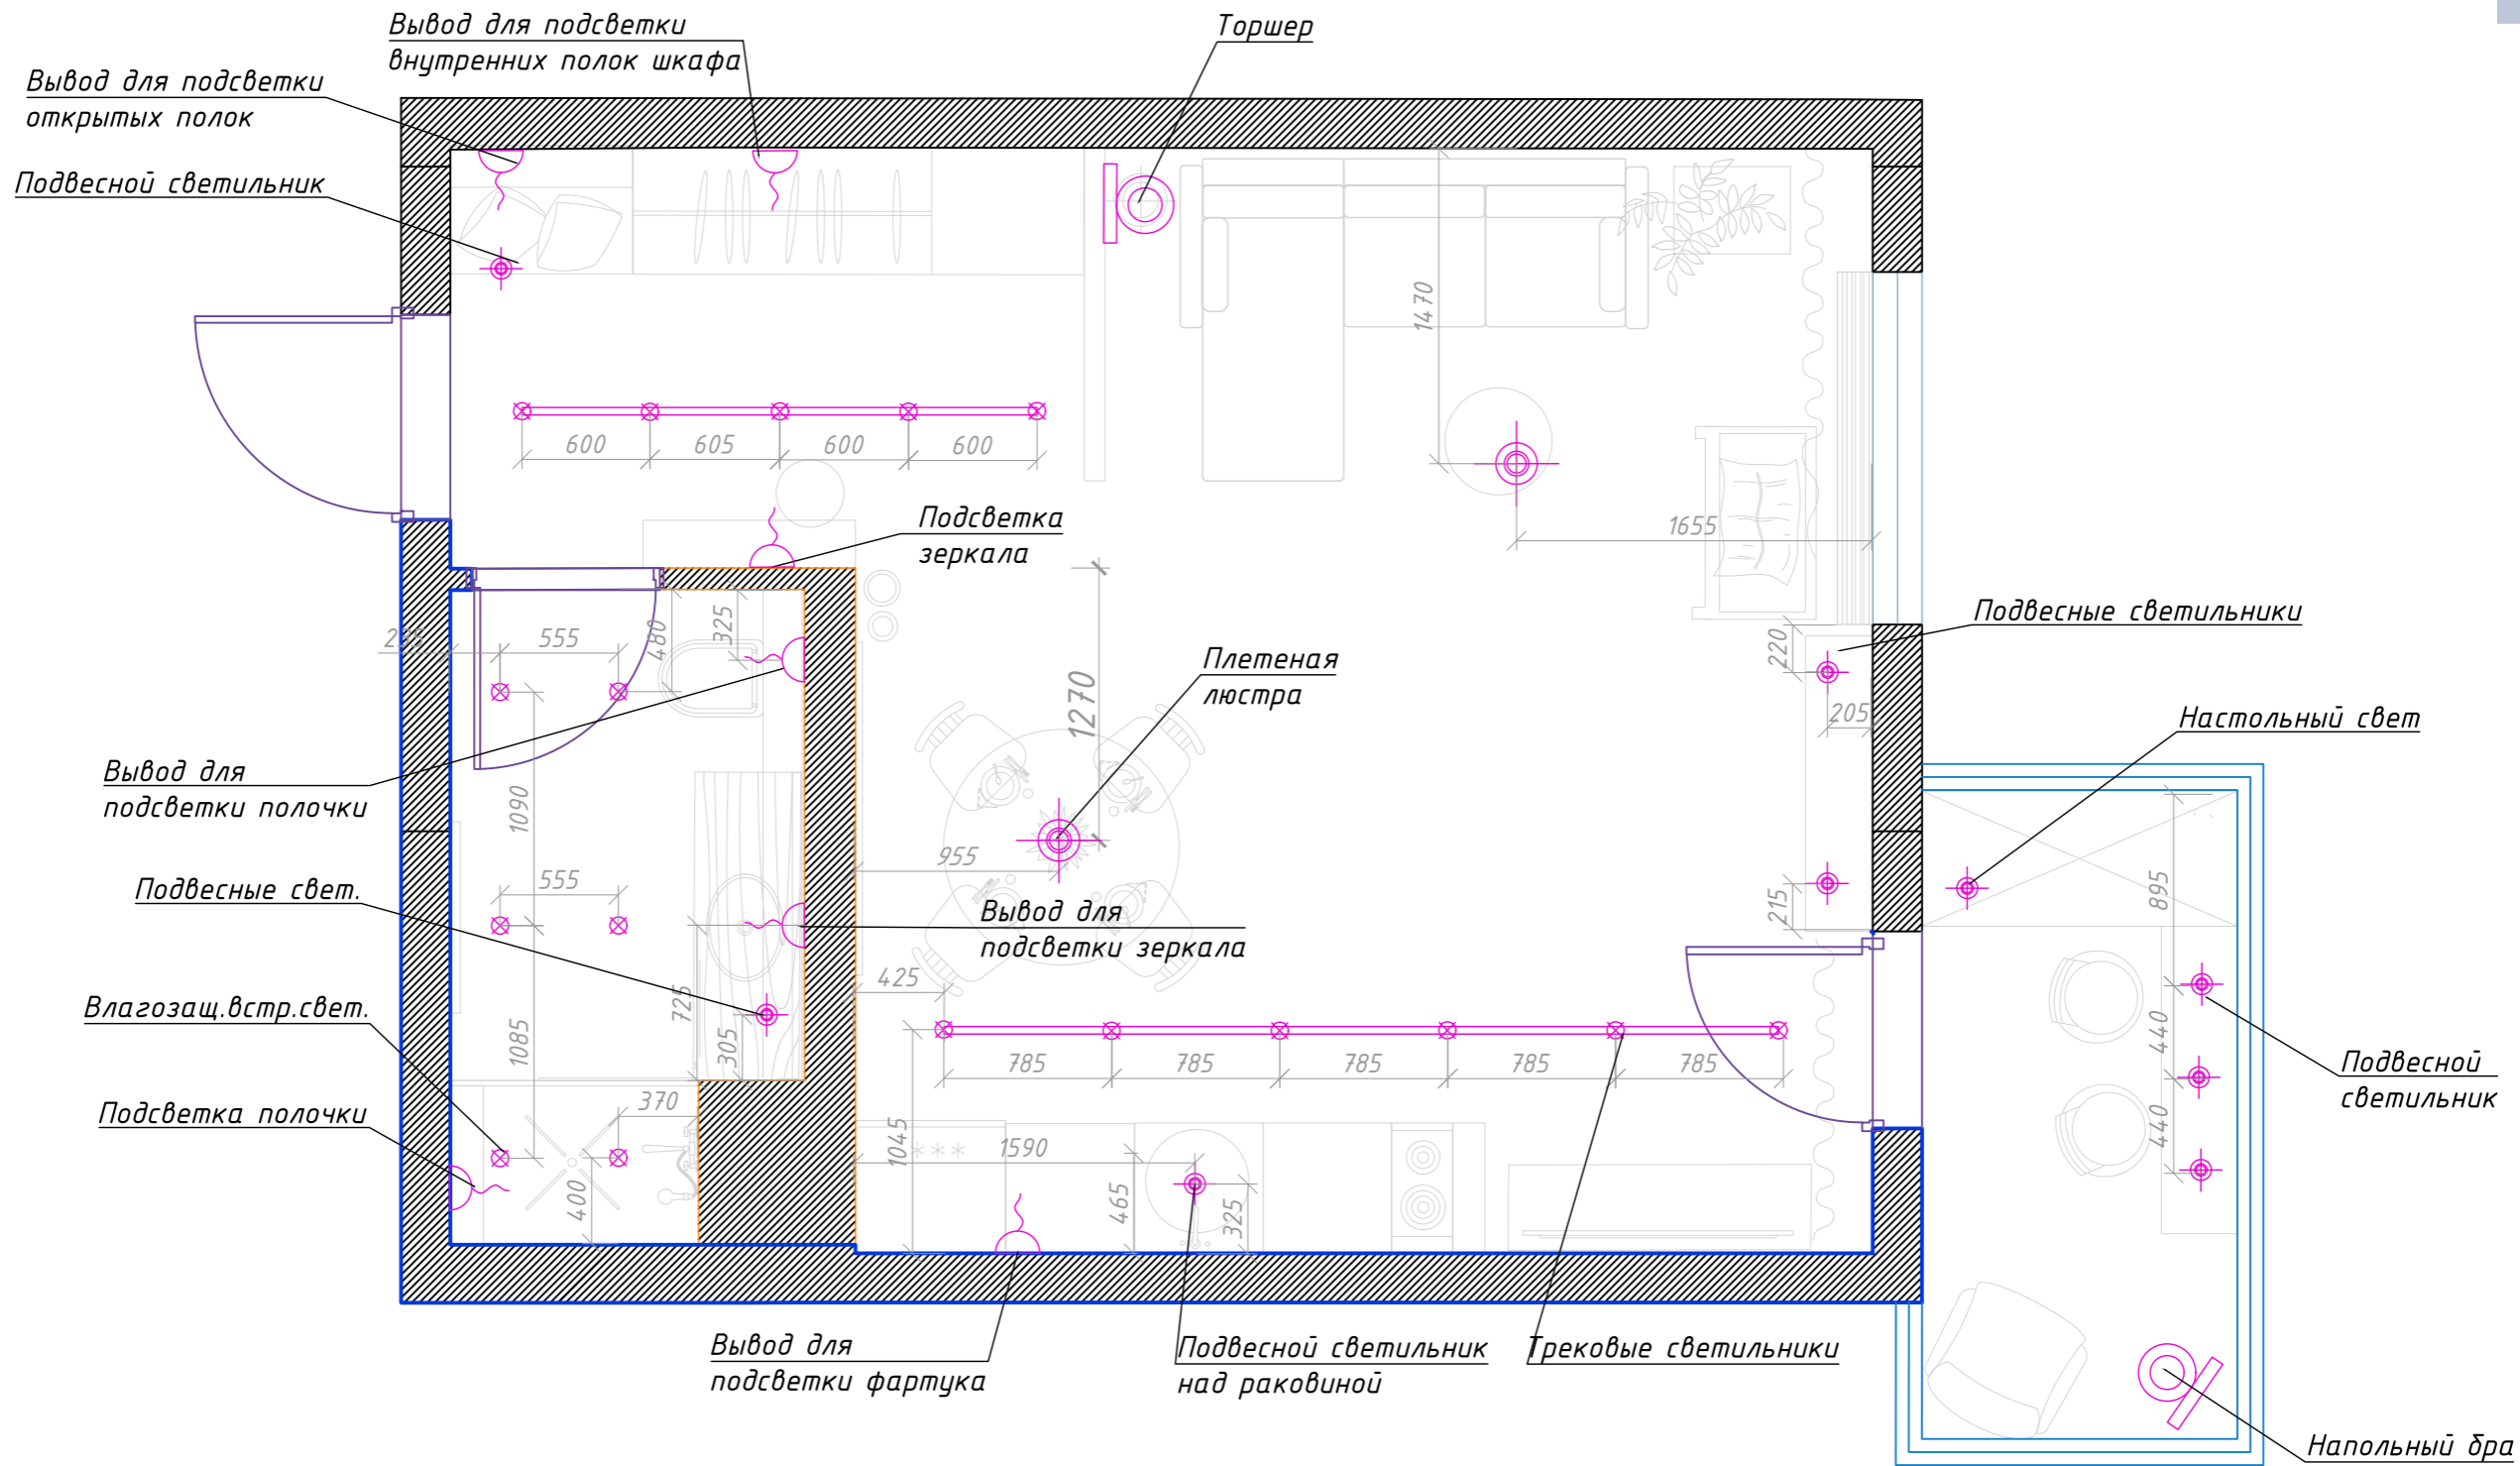 Вывод для подсветки
внутренних полок шкафа
Торшер
Вывод для подсветки
открытых полок
Подвесной светильник
1470
600
605
600
600
Подсветка
зеркала
1655
Подвесные светильники
555
480
325
220
205
Плетеная
люстра
1270
Настольный свет
Вывод для
подсветки полочки
1090
955
895
Подвесные свет.
555
215
Вывод для
подсветки зеркала
425
725
305
Влагозащ.встр.свет.
1085
785
785
785
785
785
440
440
Подвесной
светильник
Подсветка полочки
370
400
1045
***
1590
465
325
Вывод для
подсветки фартука
Подвесной светильник
над раковиной
Трековые светильники
Напольный бра